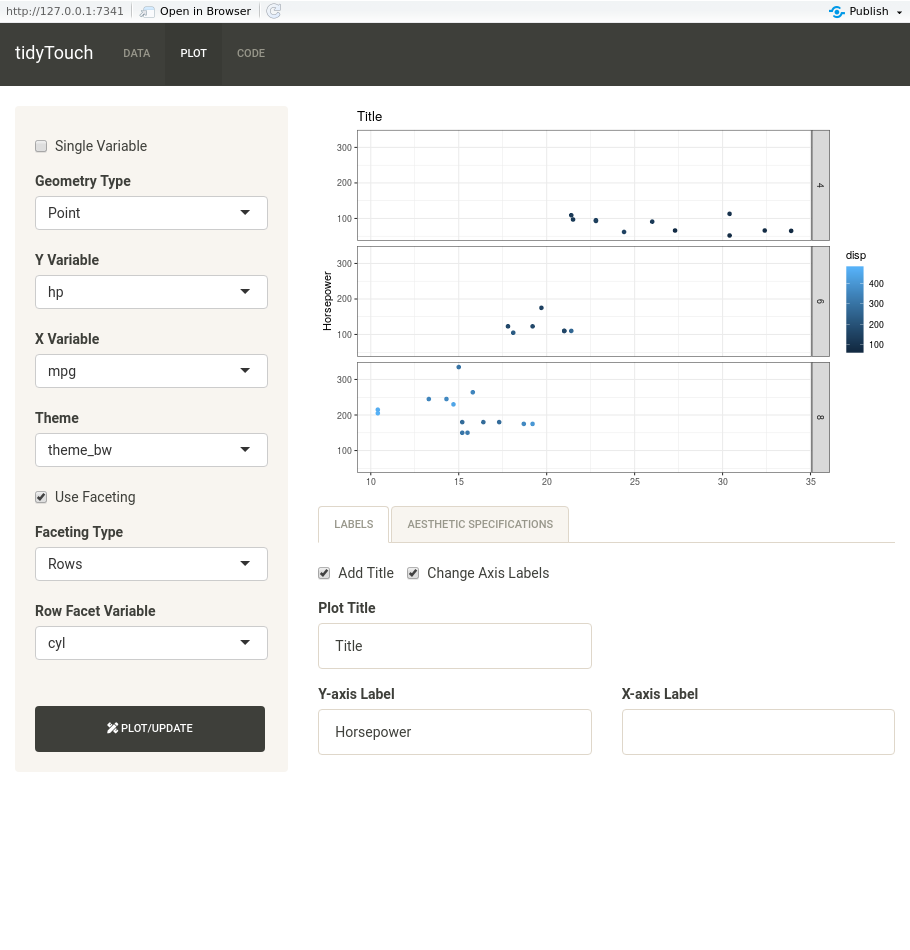 http://127.0.0.1:7341 Open in Browser Publish
tidyTouch DATA PLOT CODE
Single Variable
Geometry Type
Point
Y Variable
hp
X Variable
mpg
Theme
theme_bw
Use Faceting
Faceting Type
Rows
Row Facet Variable
cyl
PLOT/UPDATE
Title
300
200
100
4
300
200
100
6
300
200
100
8
Horsepower
10 15 20 25 30 35
disp
400
300
200
100
LABELS AESTHETIC SPECIFICATIONS
Add Title Change Axis Labels
Plot Title
Title
Y-axis Label X-axis Label
Horsepower